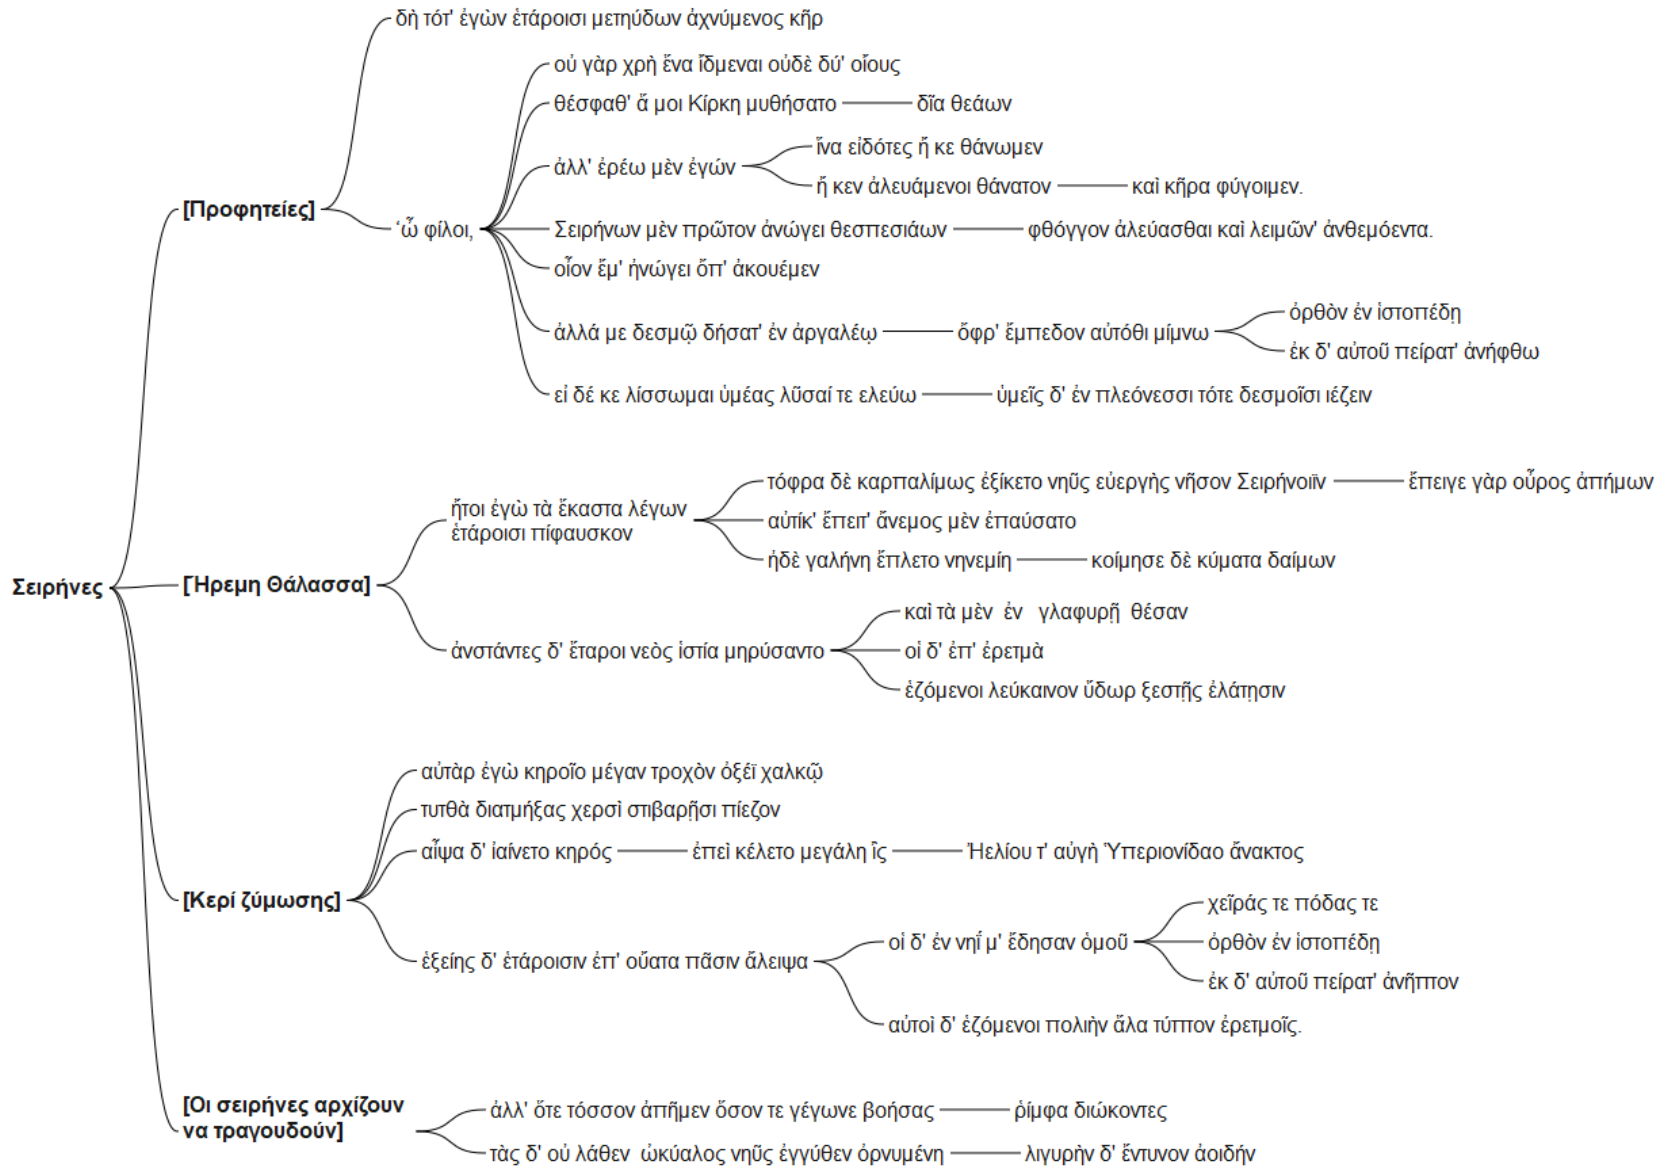 Σειρήνες
[Προφητείες]
δὴ τότ' ἐγὼν ἑτάροισι μετηύδων ἀχνύμενος κῆρ
‘ὦ φίλοι,
οὐ γὰρ χρὴ ἕνα ἴδμεναι οὐδὲ δύ' οἴους
θέσφαθ' ἅ μοι Κίρκη μυθήσατο
δῖα θεάων
ἀλλ' ἐρέω μὲν ἐγών
ἵνα εἰδότες ἤ κε θάνωμεν
ἤ κεν ἀλευάμενοι θάνατον
καὶ κῆρα φύγοιμεν.
Σειρήνων μὲν πρῶτον ἀνώγει θεσπεσιάων
φθόγγον ἀλεύασθαι καὶ λειμῶν' ἀνθεμόεντα.
οἶον ἔμ' ἠνώγει ὄπ' ἀκουέμεν
ἀλλά με δεσμῷ δήσατ' ἐν ἀργαλέῳ
ὄφρ' ἔμπεδον αὐτόθι μίμνω
ὀρθὸν ἐν ἱστοπέδῃ
ἐκ δ' αὐτοῦ πείρατ' ἀνήφθω
εἰ δέ κε λίσσωμαι ὑμέας λῦσαί τε ελεύω
ὑμεῖς δ' ἐν πλεόνεσσι τότε δεσμοῖσι ιέζειν
[Ήρεμη Θάλασσα]
ἤτοι ἐγὼ τὰ ἕκαστα λέγων
ἑτάροισι πίφαυσκον
τόφρα δὲ καρπαλίμως ἐξίκετο νηῦς εὐεργὴς νῆσον Σειρήνοιϊν
ἔπειγε γὰρ οὖρος ἀπήμων
αὐτίκ' ἔπειτ' ἄνεμος μὲν ἐπαύσατο
ἠδὲ γαλήνη ἔπλετο νηνεμίη
κοίμησε δὲ κύματα δαίμων
ἀνστάντες δ' ἕταροι νεὸς ἱστία μηρύσαντο
καὶ τὰ μὲν ἐν γλαφυρῇ θέσαν
οἱ δ' ἐπ' ἐρετμὰ
ἑζόμενοι λεύκαινον ὕδωρ ξεστῇς ἐλάτῃσιν
[Κερί ζύμωσης]
αὐτὰρ ἐγὼ κηροῖο μέγαν τροχὸν ὀξέϊ χαλκῷ
τυτθὰ διατμήξας χερσὶ στιβαρῇσι πίεζον
αἶψα δ' ἰαίνετο κηρός
ἐπεὶ κέλετο μεγάλη ἲς
Ἠελίου τ' αὐγὴ Ὑπεριονίδαο ἄνακτος
ἑξείης δ' ἑτάροισιν ἐπ' οὔατα πᾶσιν ἄλειψα
οἱ δ' ἐν νηΐ μ' ἔδησαν ὁμοῦ
χεῖράς τε πόδας τε
ὀρθὸν ἐν ἱστοπέδῃ
ἐκ δ' αὐτοῦ πείρατ' ἀνῆπτον
αὐτοὶ δ' ἑζόμενοι πολιὴν ἅλα τύπτον ἐρετμοῖς.
[Οι σειρήνες αρχίζουν
να τραγουδούν]
ἀλλ' ὅτε τόσσον ἀπῆμεν ὅσον τε γέγωνε βοήσας
ῥίμφα διώκοντες
τὰς δ' οὐ λάθεν ὠκύαλος νηῦς ἐγγύθεν ὀρνυμένη
λιγυρὴν δ' ἔντυνον ἀοιδήν